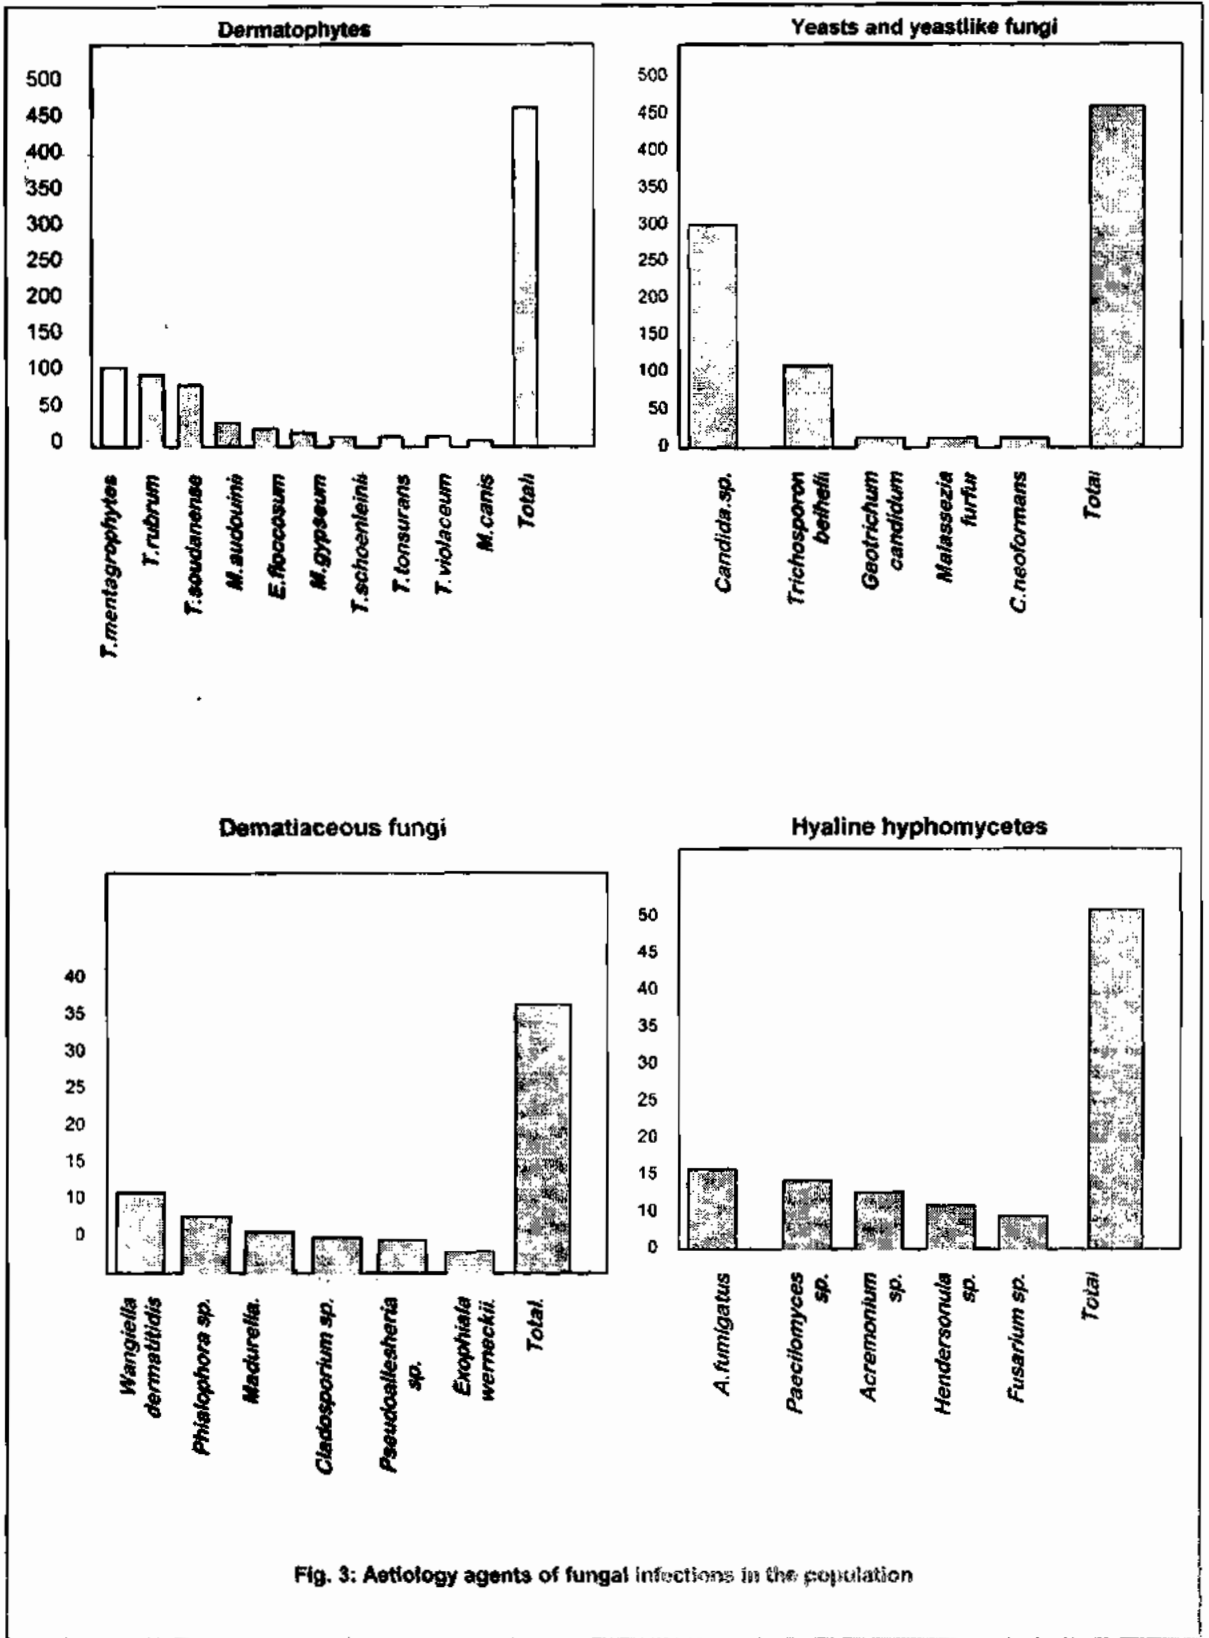 Dermatophytes
500
450
400
350
300
250
200
150
100
50
0
T.mentagrophytes
T.rubrum
T.soudanense
M.audouinii
E.floccosum
M.gypseum
T.schoenleinii
T.tonsurans
T.violaceum
M.canis
Total
Yeasts and yeastlike fungi
500
450
400
350
300
250
200
150
100
50
0
Candida.sp.
Trichosporon
beihelii
Geotrichum
candidum
Malassezia
furfur
C.neoformans
Total
Dematiaceous fungi
40
35
30
25
20
15
10
0
Wangiella
dermatitidis
Phialophora sp.
Madurella.
Cladosporium sp.
Pseudoallesheria
sp.
Exophiala
werneckii.
Total.
Hyaline hyphomycetes
50
45
40
35
30
25
20
15
10
0
A.fumigatus
Paecilomyces
sp.
Acremonium
sp.
Hendersonula
sp.
Fusarium sp.
Total
Fig. 3: Aetiology agents of fungal infections in the population